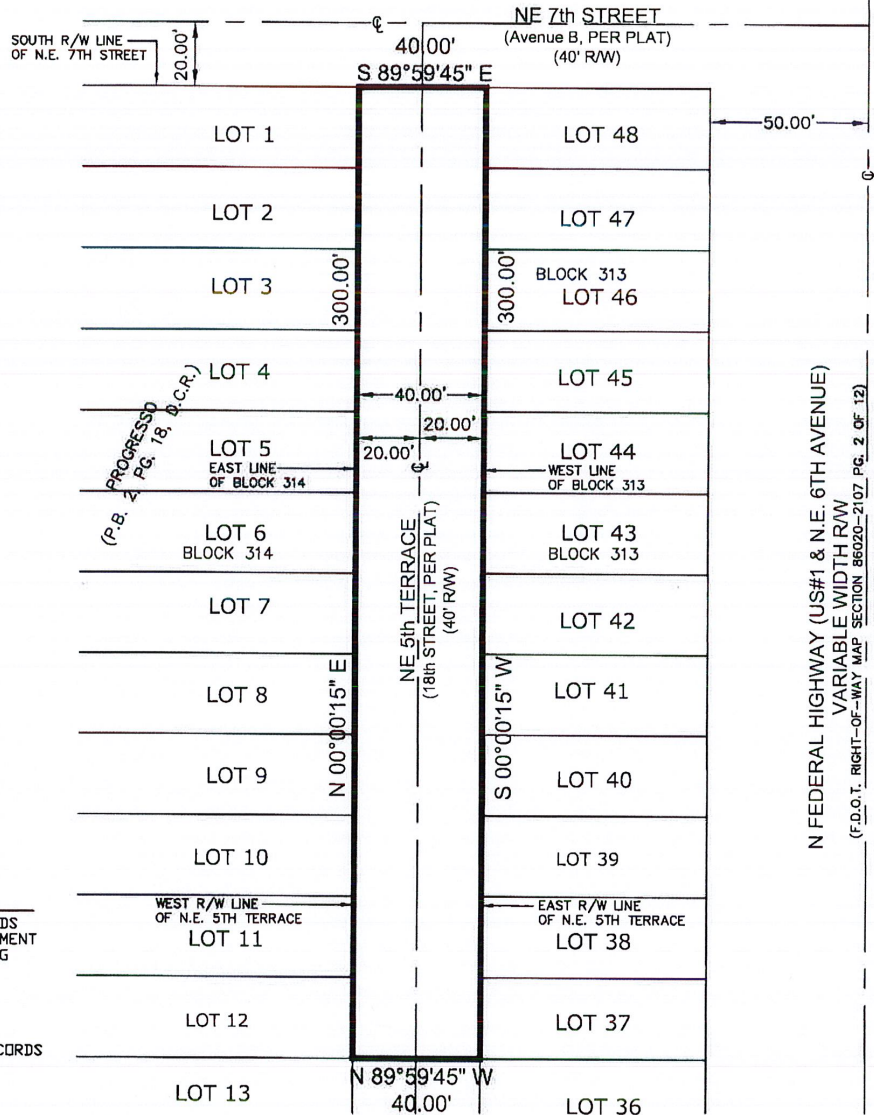 NE 7th STREET
(Avenue B, PER PLAT)
(40' R/W)
SOUTH R/W LINE
OF N.E. 7TH STREET
20.00'
℄
40.00'
S 89°59'45" E
50.00'
℄
LOT 1
LOT 2
LOT 3
LOT 4
LOT 5
EAST LINE
OF BLOCK 314
LOT 6
BLOCK 314
LOT 7
LOT 8
LOT 9
LOT 10
WEST R/W LINE
OF N.E. 5TH TERRACE
LOT 11
LOT 12
LOT 13
PROGRESSO
(P.B. 2, PG. 18, D.C.R.)
300.00'
N 00°00'15" E
40.00'
20.00'
20.00'
℄
NE 5th TERRACE
(18th STREET, PER PLAT)
(40' R/W)
300.00'
S 00°00'15" W
LOT 48
LOT 47
BLOCK 313
LOT 46
LOT 45
LOT 44
WEST LINE
OF BLOCK 313
LOT 43
BLOCK 313
LOT 42
LOT 41
LOT 40
LOT 39
EAST R/W LINE
OF N.E. 5TH TERRACE
LOT 38
LOT 37
LOT 36
N 89°59'45" W
40.00'
N FEDERAL HIGHWAY (US#1 & N.E. 6TH AVENUE)
VARIABLE WIDTH R/W
(F.D.O.T. RIGHT-OF-WAY MAP SECTION 86020-2107 PG. 2 OF 12)
DS
MENT
G
CORDS